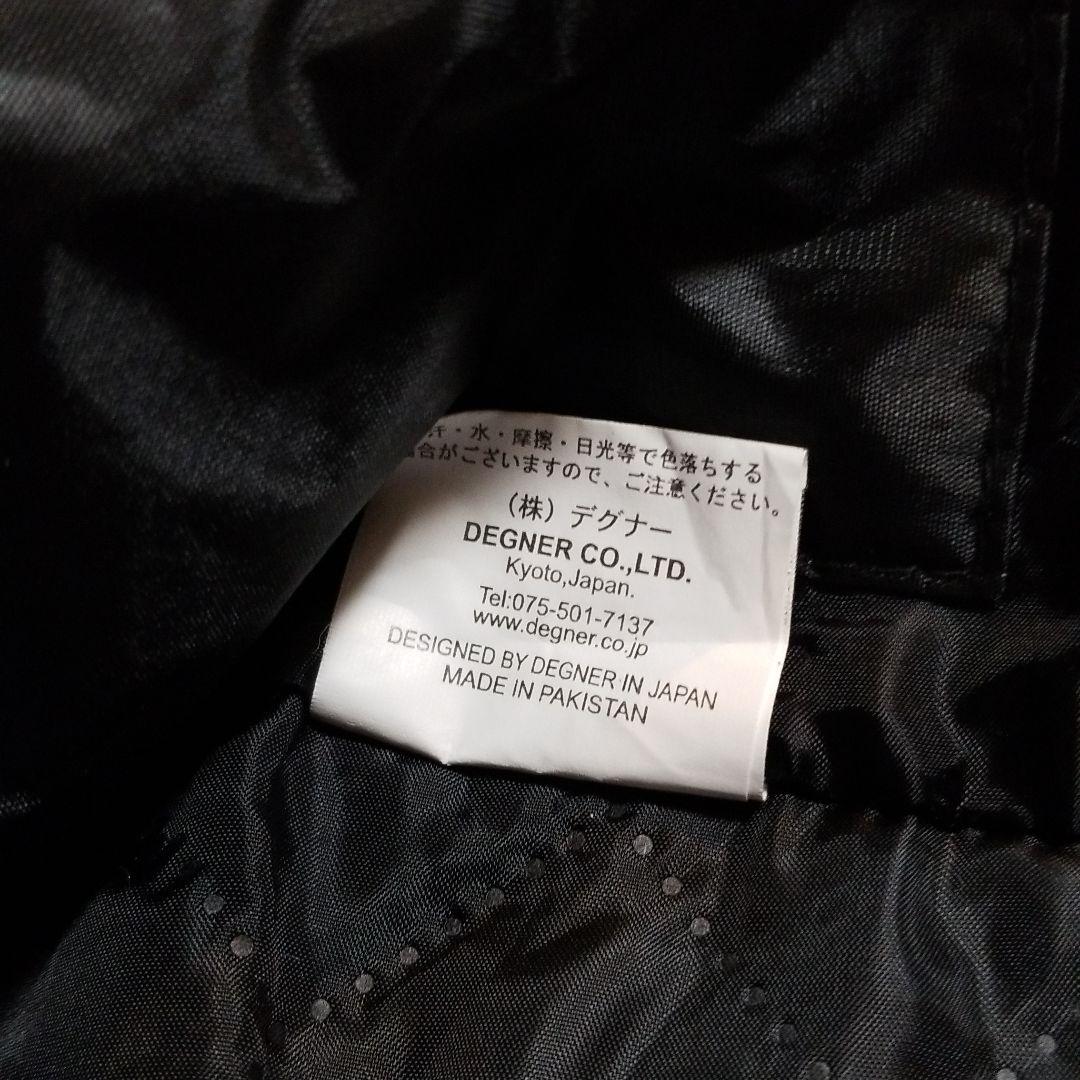 ・水・摩擦・日光等で色落ちする
合がございますので、ご注意ください。
(株) デグナー
DEGNER CO.,LTD.
Kyoto,Japan.
Tel:075-501-7137
www.degner.co.jp
DESIGNED BY DEGNER IN JAPAN
MADE IN PAKISTAN